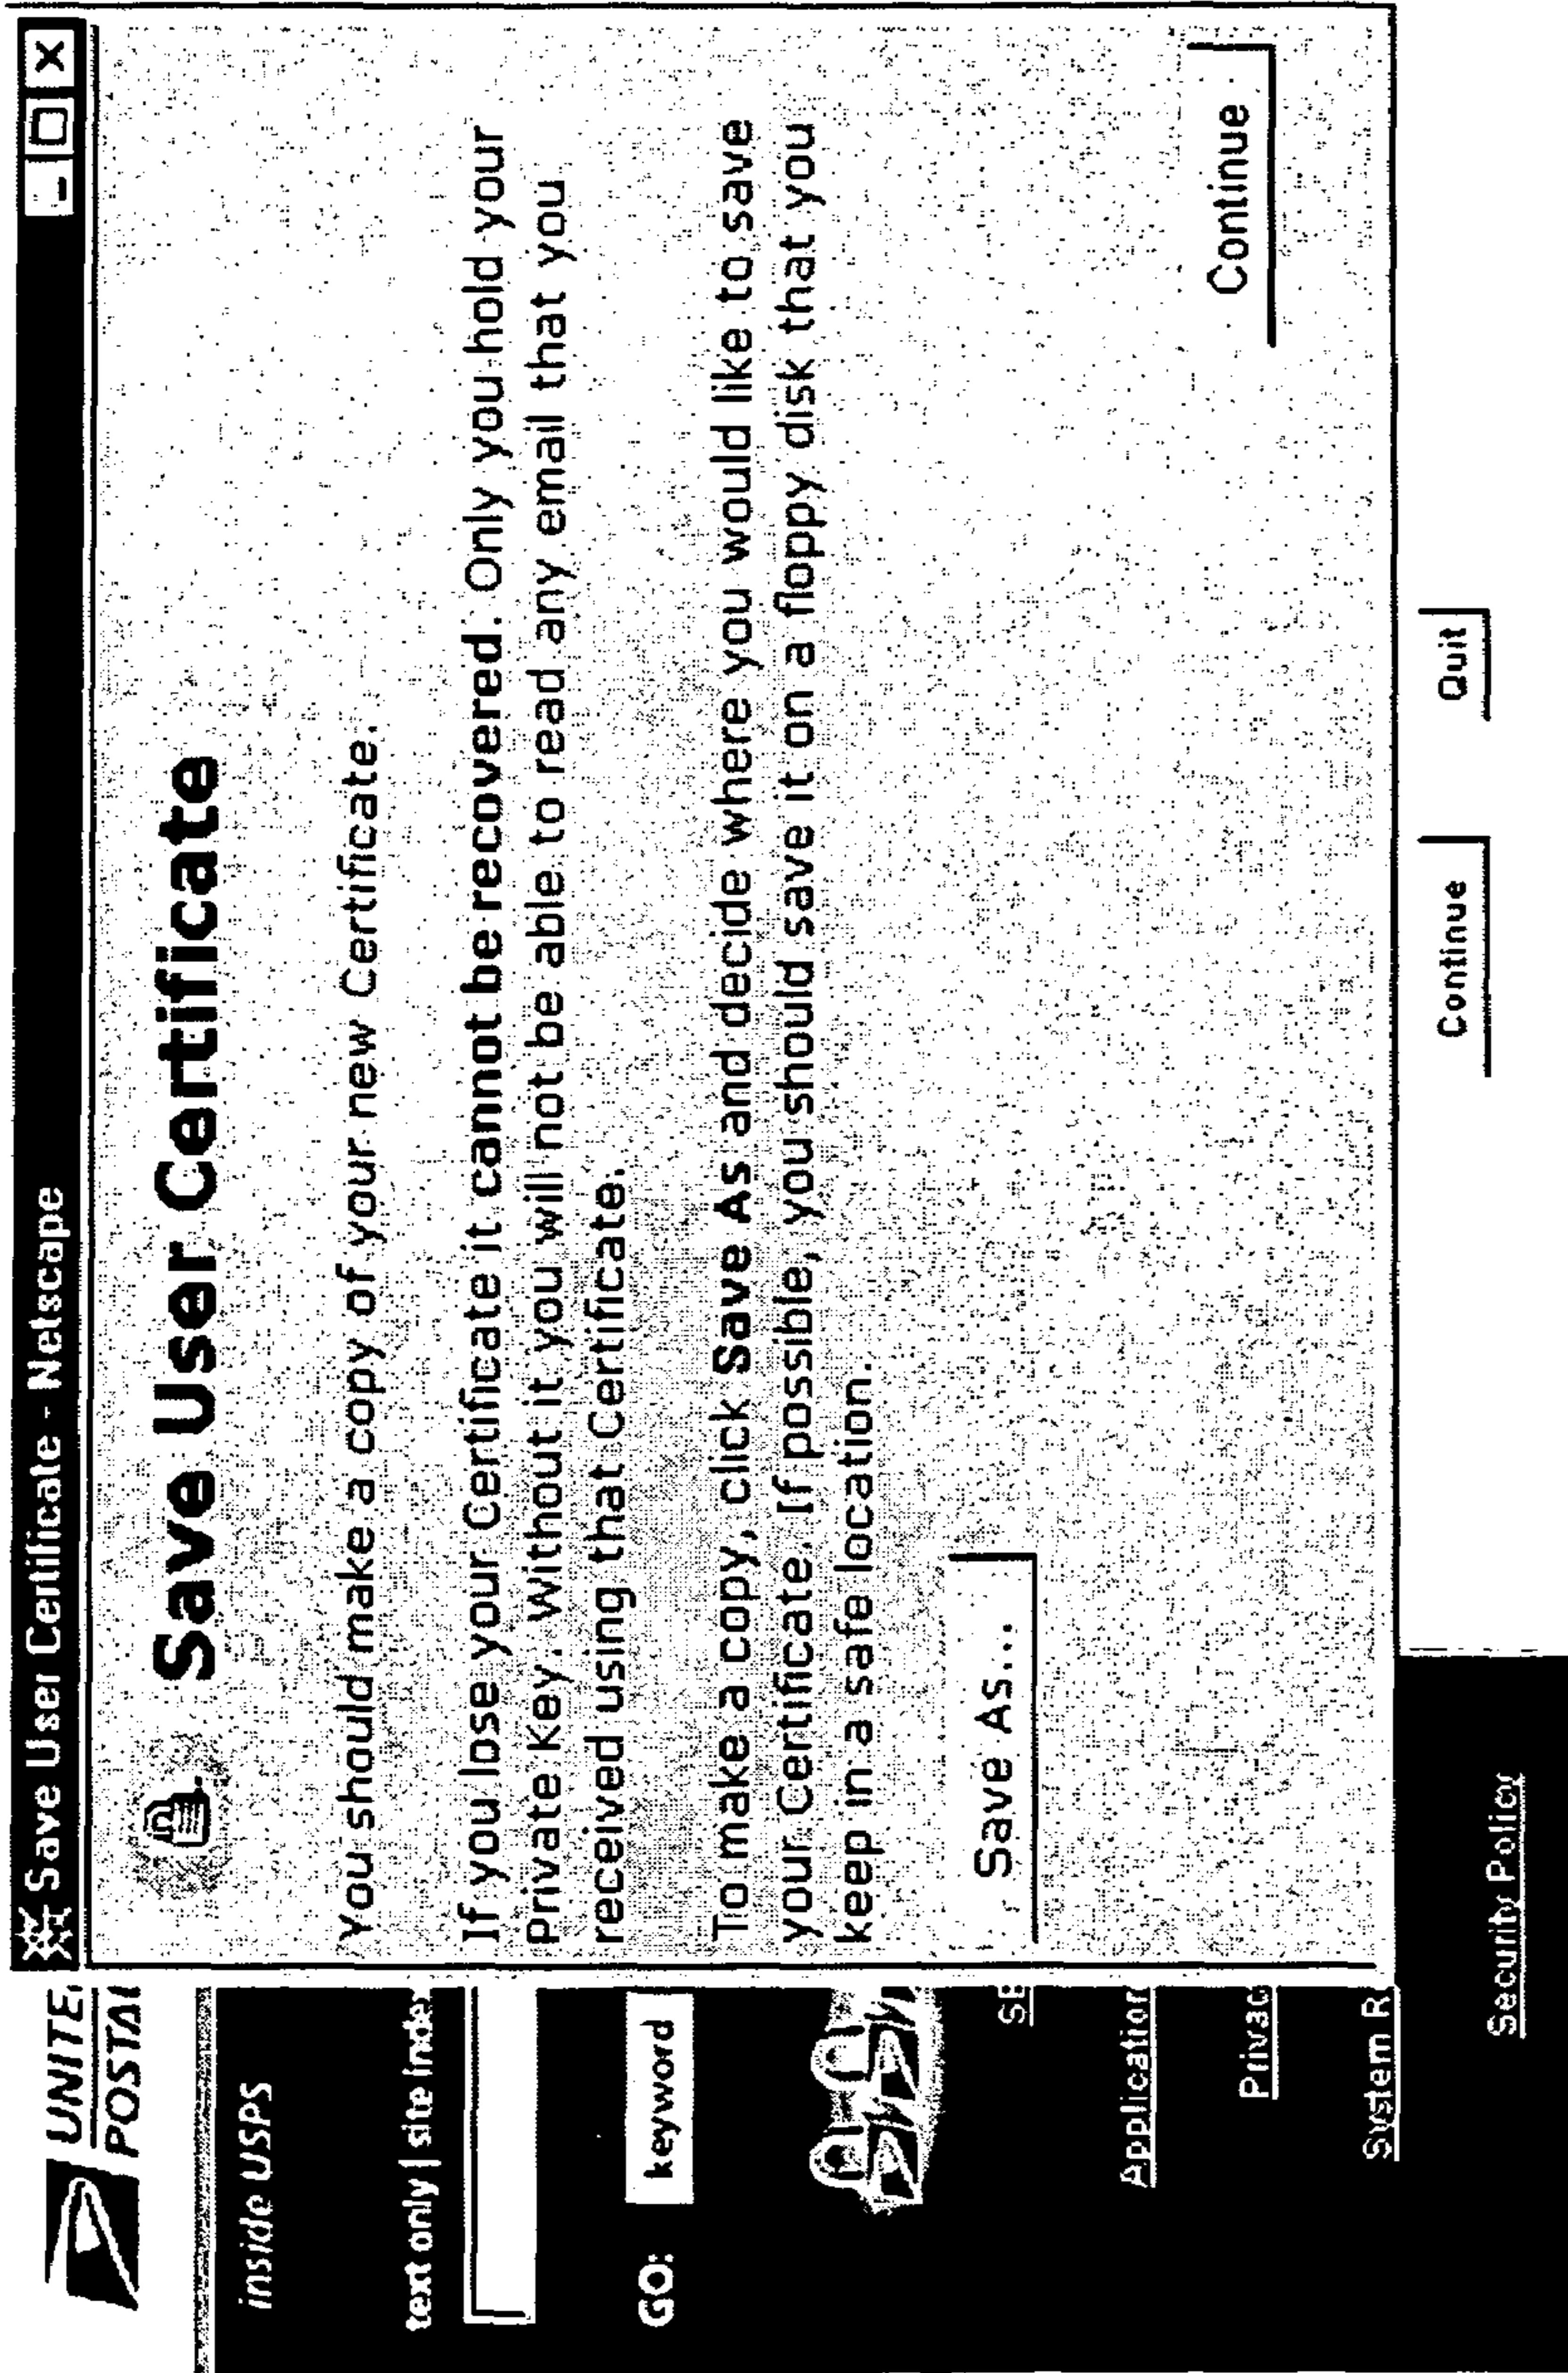 UNITE
POSTAL
inside USPS
text only | site index
GO: keyword
Application
Privac
System R
Security Policy
Save User Certificate - Netscape
Save User Certificate
You should make a copy of your new Certificate.
If you lose your Certificate it cannot be recovered. Only you hold your
Private Key. Without it you will not be able to read any email that you
received using that Certificate.
To make a copy, click Save As and decide where you would like to save
your Certificate. If possible, you should save it on a floppy disk that you
keep in a safe location.
Save As...
Continue
Continue Quit